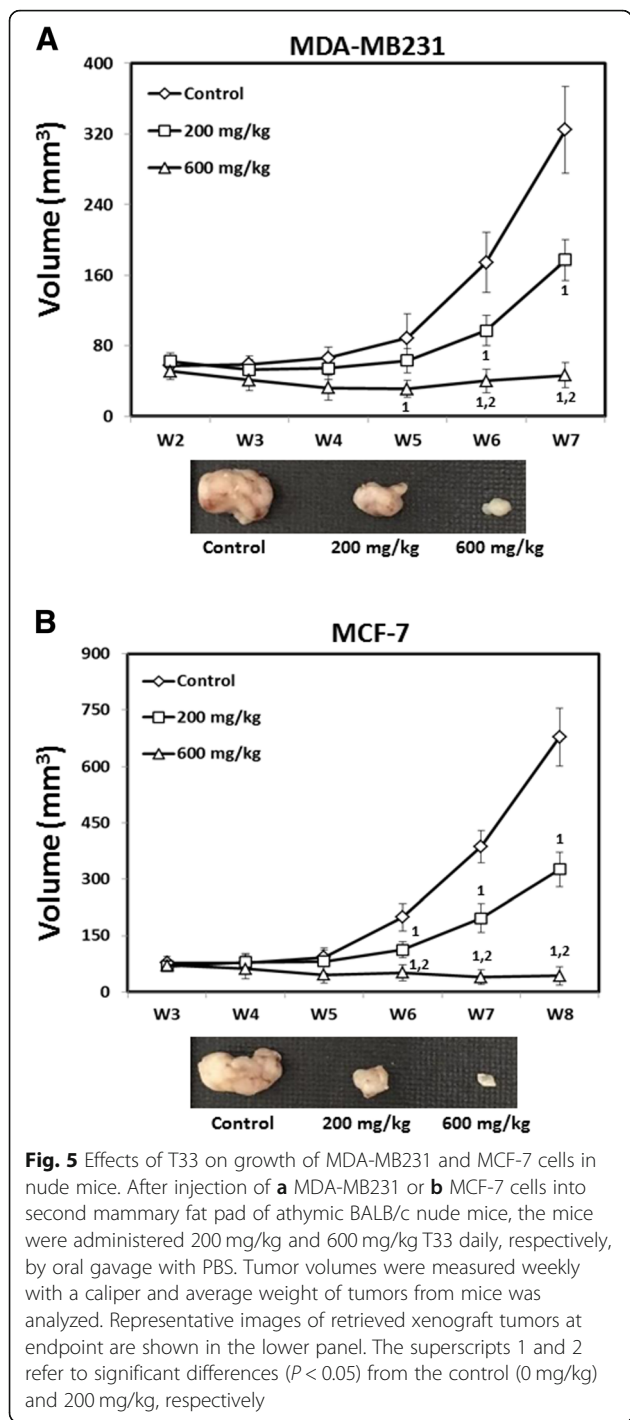 A
MDA-MB231
400
320
240
160
80
0
Volume (mm³)
Control
200 mg/kg
600 mg/kg
1
1
1
1,2
1,2
W2 W3 W4 W5 W6 W7
Control 200 mg/kg 600 mg/kg
B
MCF-7
900
750
600
450
300
150
0
Volume (mm³)
Control
200 mg/kg
600 mg/kg
1
1
1
1,2
1,2
1,2
W3 W4 W5 W6 W7 W8
Control 200 mg/kg 600 mg/kg
Fig. 5 Effects of T33 on growth of MDA-MB231 and MCF-7 cells in
nude mice. After injection of a MDA-MB231 or b MCF-7 cells into
second mammary fat pad of athymic BALB/c nude mice, the mice
were administered 200 mg/kg and 600 mg/kg T33 daily, respectively,
by oral gavage with PBS. Tumor volumes were measured weekly
with a caliper and average weight of tumors from mice was
analyzed. Representative images of retrieved xenograft tumors at
endpoint are shown in the lower panel. The superscripts 1 and 2
refer to significant differences (P < 0.05) from the control (0 mg/kg)
and 200 mg/kg, respectively